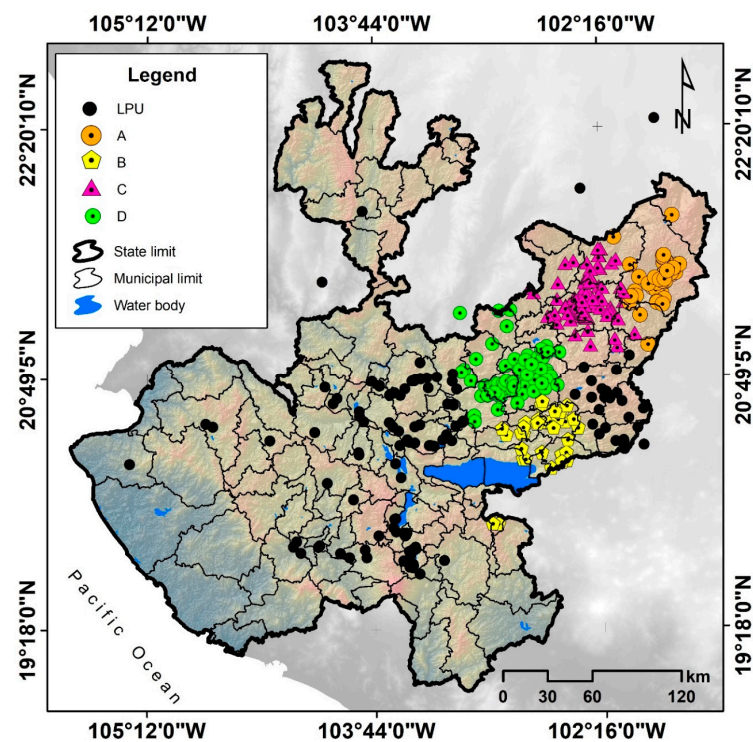 105°12'0"W 103°44'0"W 102°16'0"W
22°20'10"N
20°49'5"N
19°18'0"N
Legend
LPU
A
B
C
D
State limit
Municipal limit
Water body
N
22°20'10"N
20°49'5"N
19°18'0"N
Pacific Ocean
km
0 30 60 120
105°12'0"W 103°44'0"W 102°16'0"W